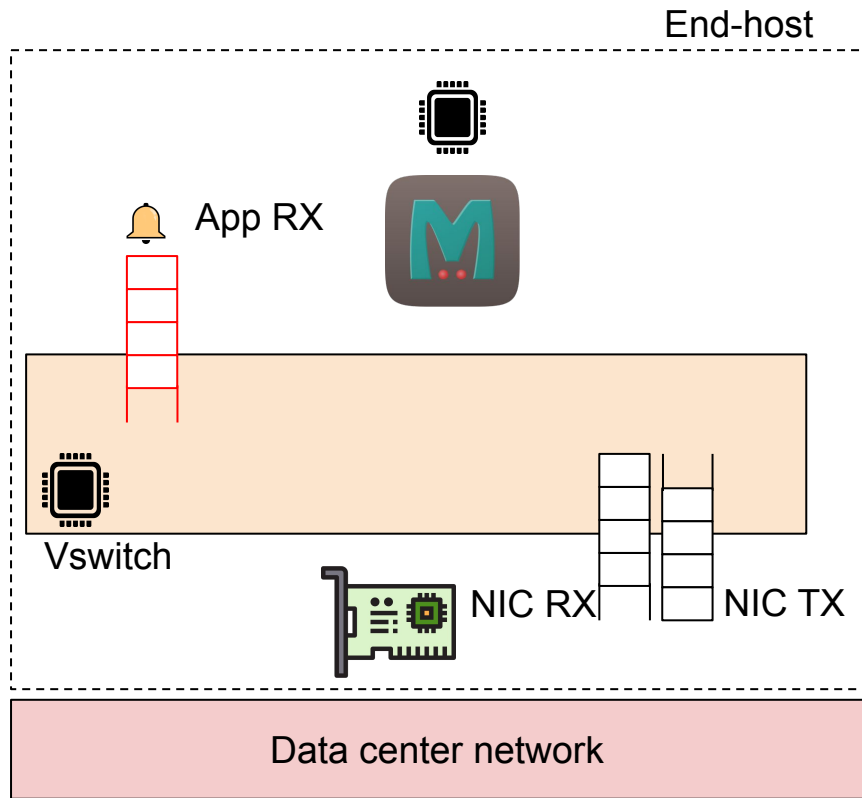 End-host
App RX
M
Vswitch
NIC RX
NIC TX
Data center network